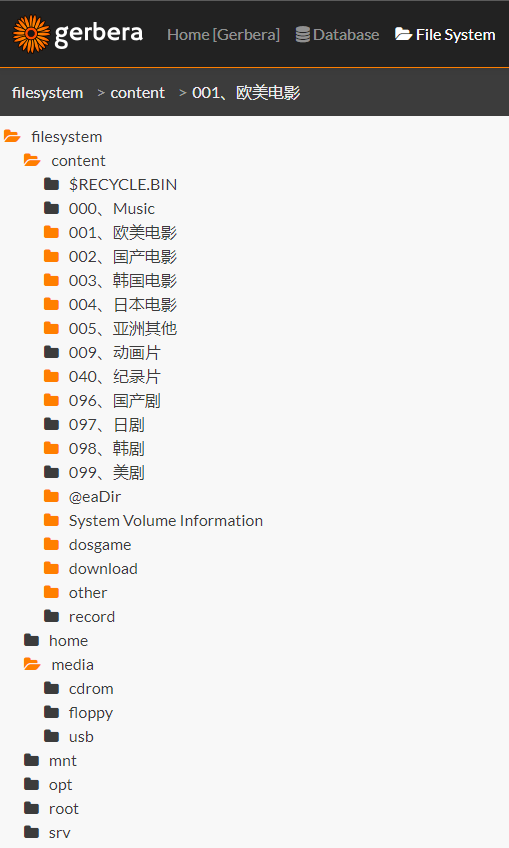 gerbera Home [Gerbera] Database File System
filesystem > content > 001、欧美电影
filesystem
content
$RECYCLE.BIN
000、Music
001、欧美电影
002、国产电影
003、韩国电影
004、日本电影
005、亚洲其他
009、动画片
040、纪录片
096、国产剧
097、日剧
098、韩剧
099、美剧
@eaDir
System Volume Information
dosgame
download
other
record
home
media
cdrom
floppy
usb
mnt
opt
root
srv